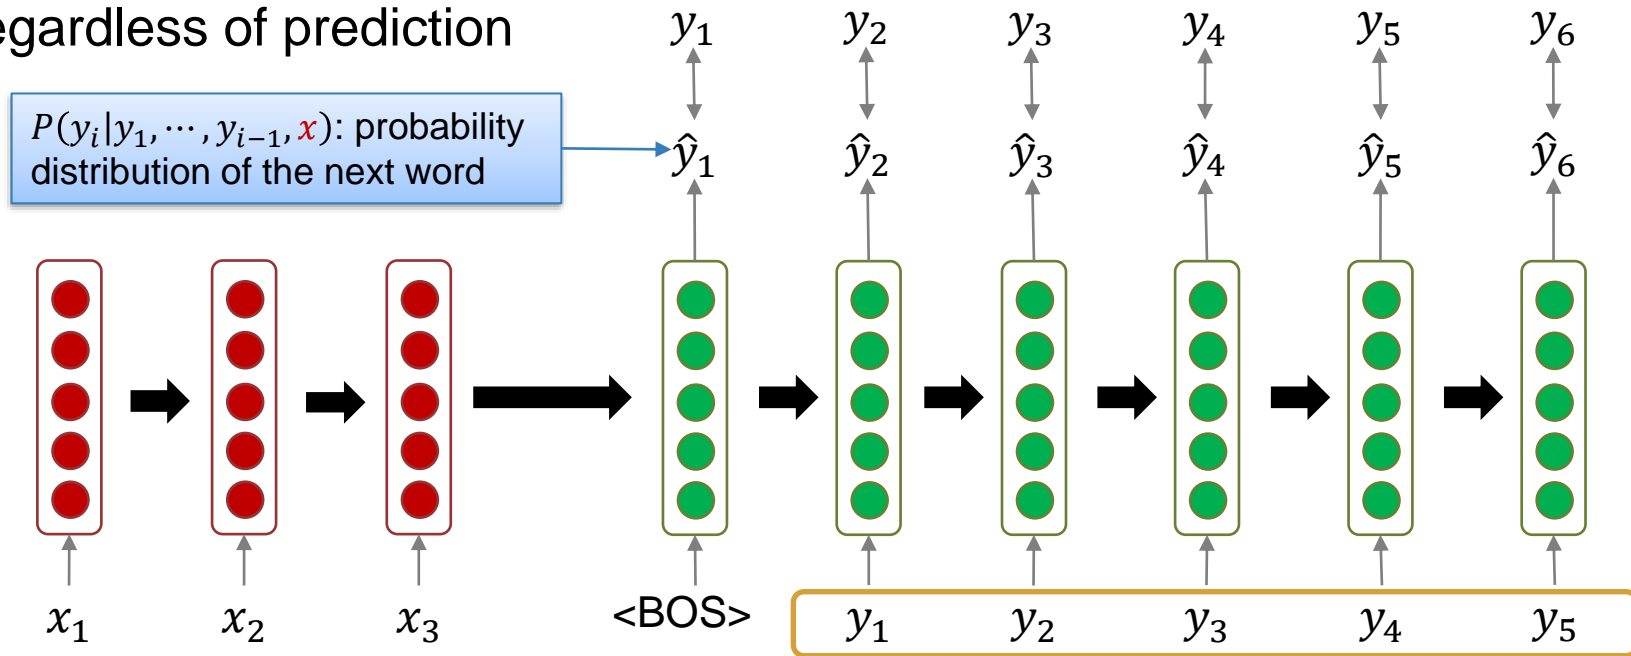 egardless of prediction
y₁ y₂ y₃ y₄ y₅ y₆
P(yᵢ|y₁, ⋯, yᵢ₋₁, x): probability
distribution of the next word
ŷ₁ ŷ₂ ŷ₃ ŷ₄ ŷ₅ ŷ₆
x₁ x₂ x₃ <BOS> y₁ y₂ y₃ y₄ y₅